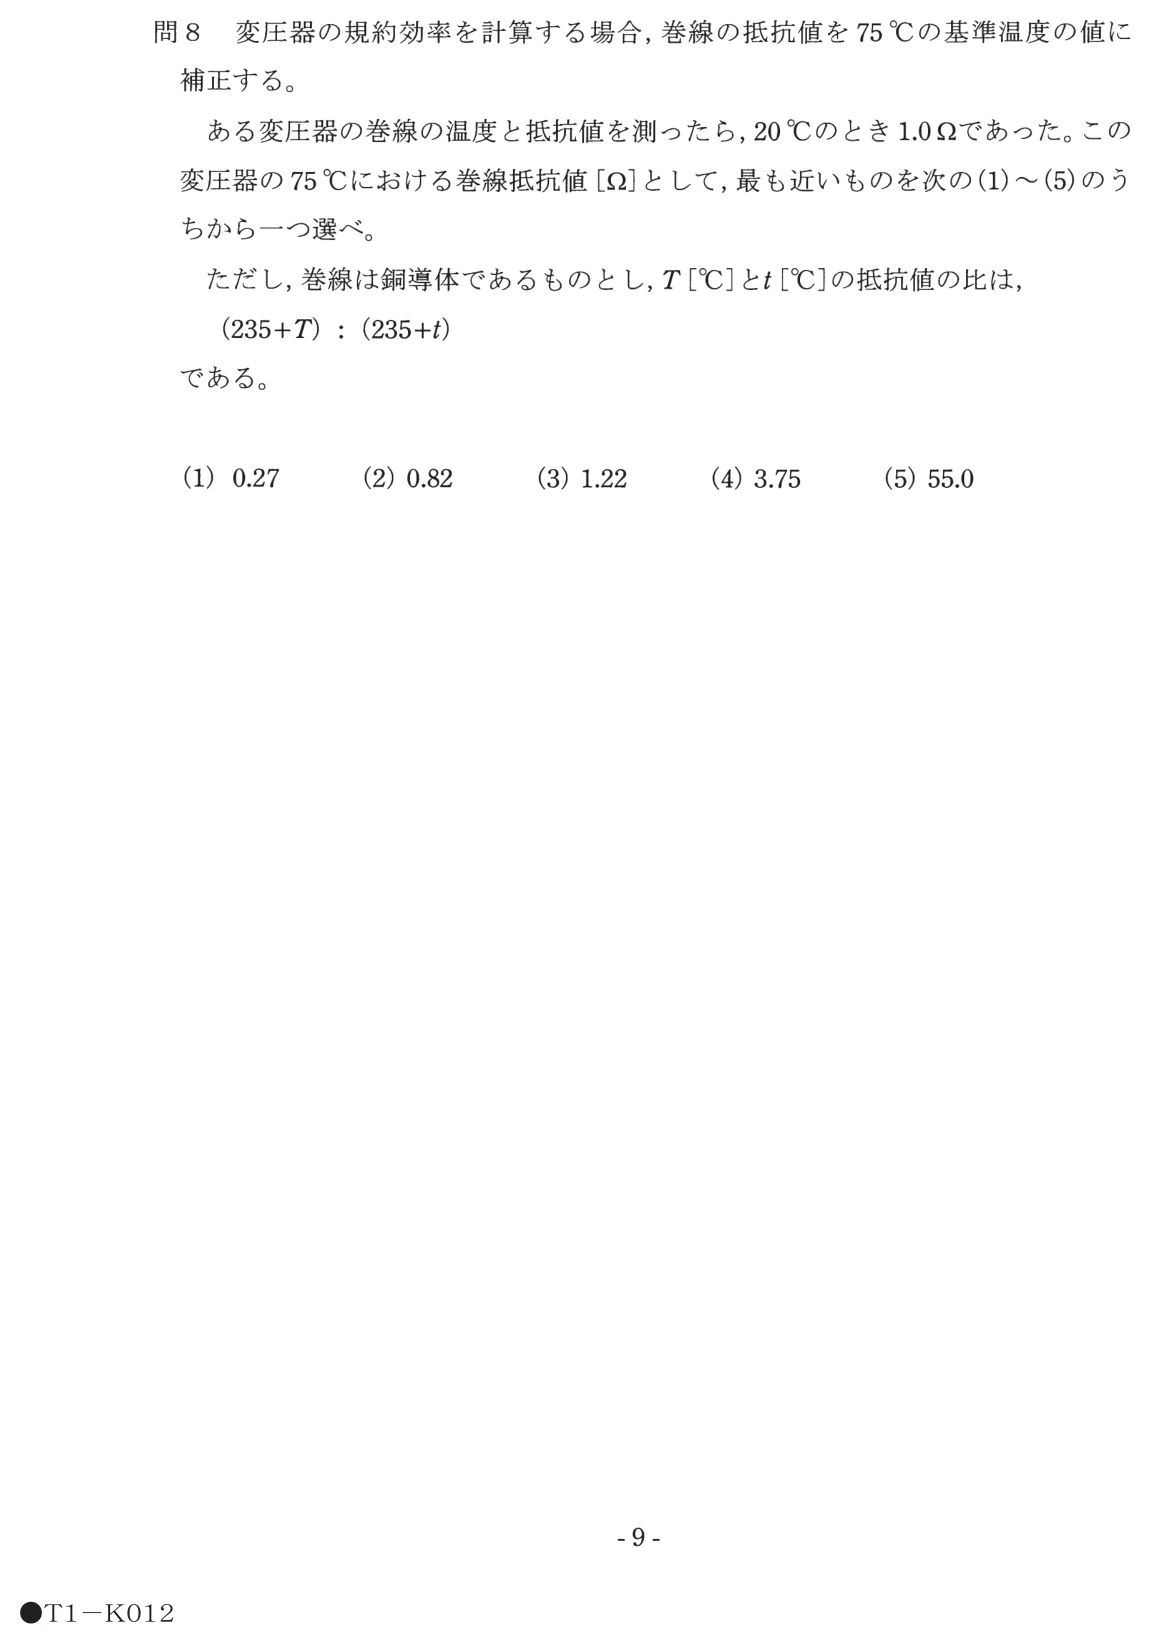 問8　変圧器の規約効率を計算する場合,巻線の抵抗値を75℃の基準温度の値に
補正する。
ある変圧器の巻線の温度と抵抗値を測ったら,20℃のとき1.0Ωであった。この
変圧器の75℃における巻線抵抗値[Ω]として,最も近いものを次の(1)～(5)のう
ちから一つ選べ。
ただし,巻線は銅導体であるものとし,T[℃]とt[℃]の抵抗値の比は,
(235+T)：(235+t)
である。
(1) 0.27　(2) 0.82　(3) 1.22　(4) 3.75　(5) 55.0
- 9 -
●T1－K012